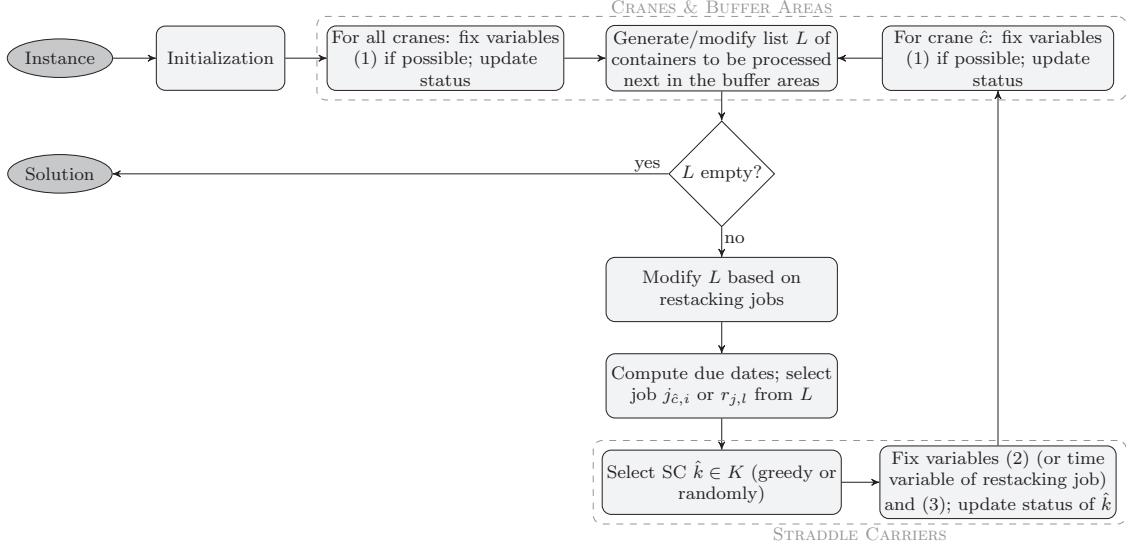 CRANES & BUFFER AREAS
Instance
Initialization
For all cranes: fix variables
(1) if possible; update
status
Generate/modify list L of
containers to be processed
next in the buffer areas
For crane ĉ: fix variables
(1) if possible; update
status
Solution
yes
L empty?
no
Modify L based on
restacking jobs
Compute due dates; select
job j_{ĉ,i} or r_{j,l} from L
Select SC k̂ ∈ K (greedy or
randomly)
Fix variables (2) (or time
variable of restacking job)
and (3); update status of k̂
STRADDLE CARRIERS